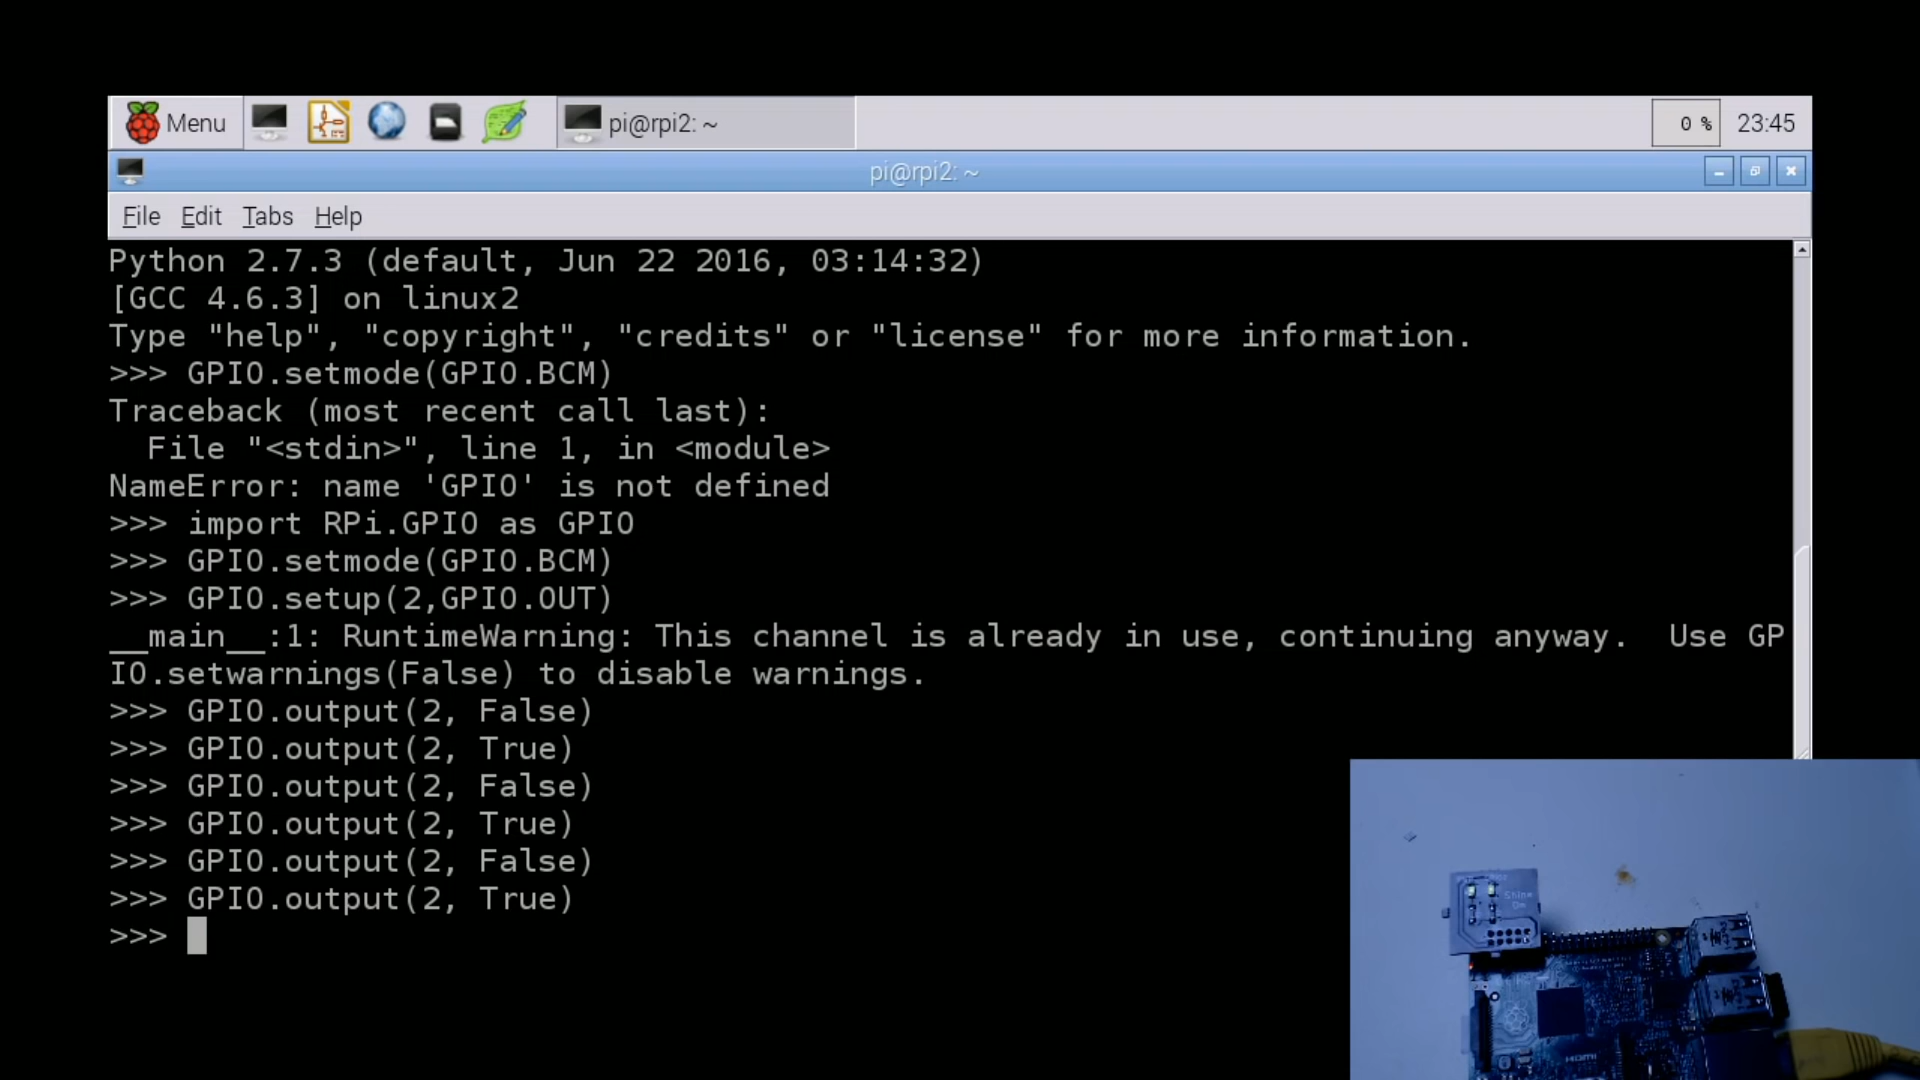 Menu
pi@rpi2: ~
0 %
23:45
pi@rpi2: ~
File Edit Tabs Help
Python 2.7.3 (default, Jun 22 2016, 03:14:32)
[GCC 4.6.3] on linux2
Type "help", "copyright", "credits" or "license" for more information.
>>> GPIO.setmode(GPIO.BCM)
Traceback (most recent call last):
  File "<stdin>", line 1, in <module>
NameError: name 'GPIO' is not defined
>>> import RPi.GPIO as GPIO
>>> GPIO.setmode(GPIO.BCM)
>>> GPIO.setup(2,GPIO.OUT)
__main__:1: RuntimeWarning: This channel is already in use, continuing anyway.  Use GP
IO.setwarnings(False) to disable warnings.
>>> GPIO.output(2, False)
>>> GPIO.output(2, True)
>>> GPIO.output(2, False)
>>> GPIO.output(2, True)
>>> GPIO.output(2, False)
>>> GPIO.output(2, True)
>>>
Shine
On
HDMI